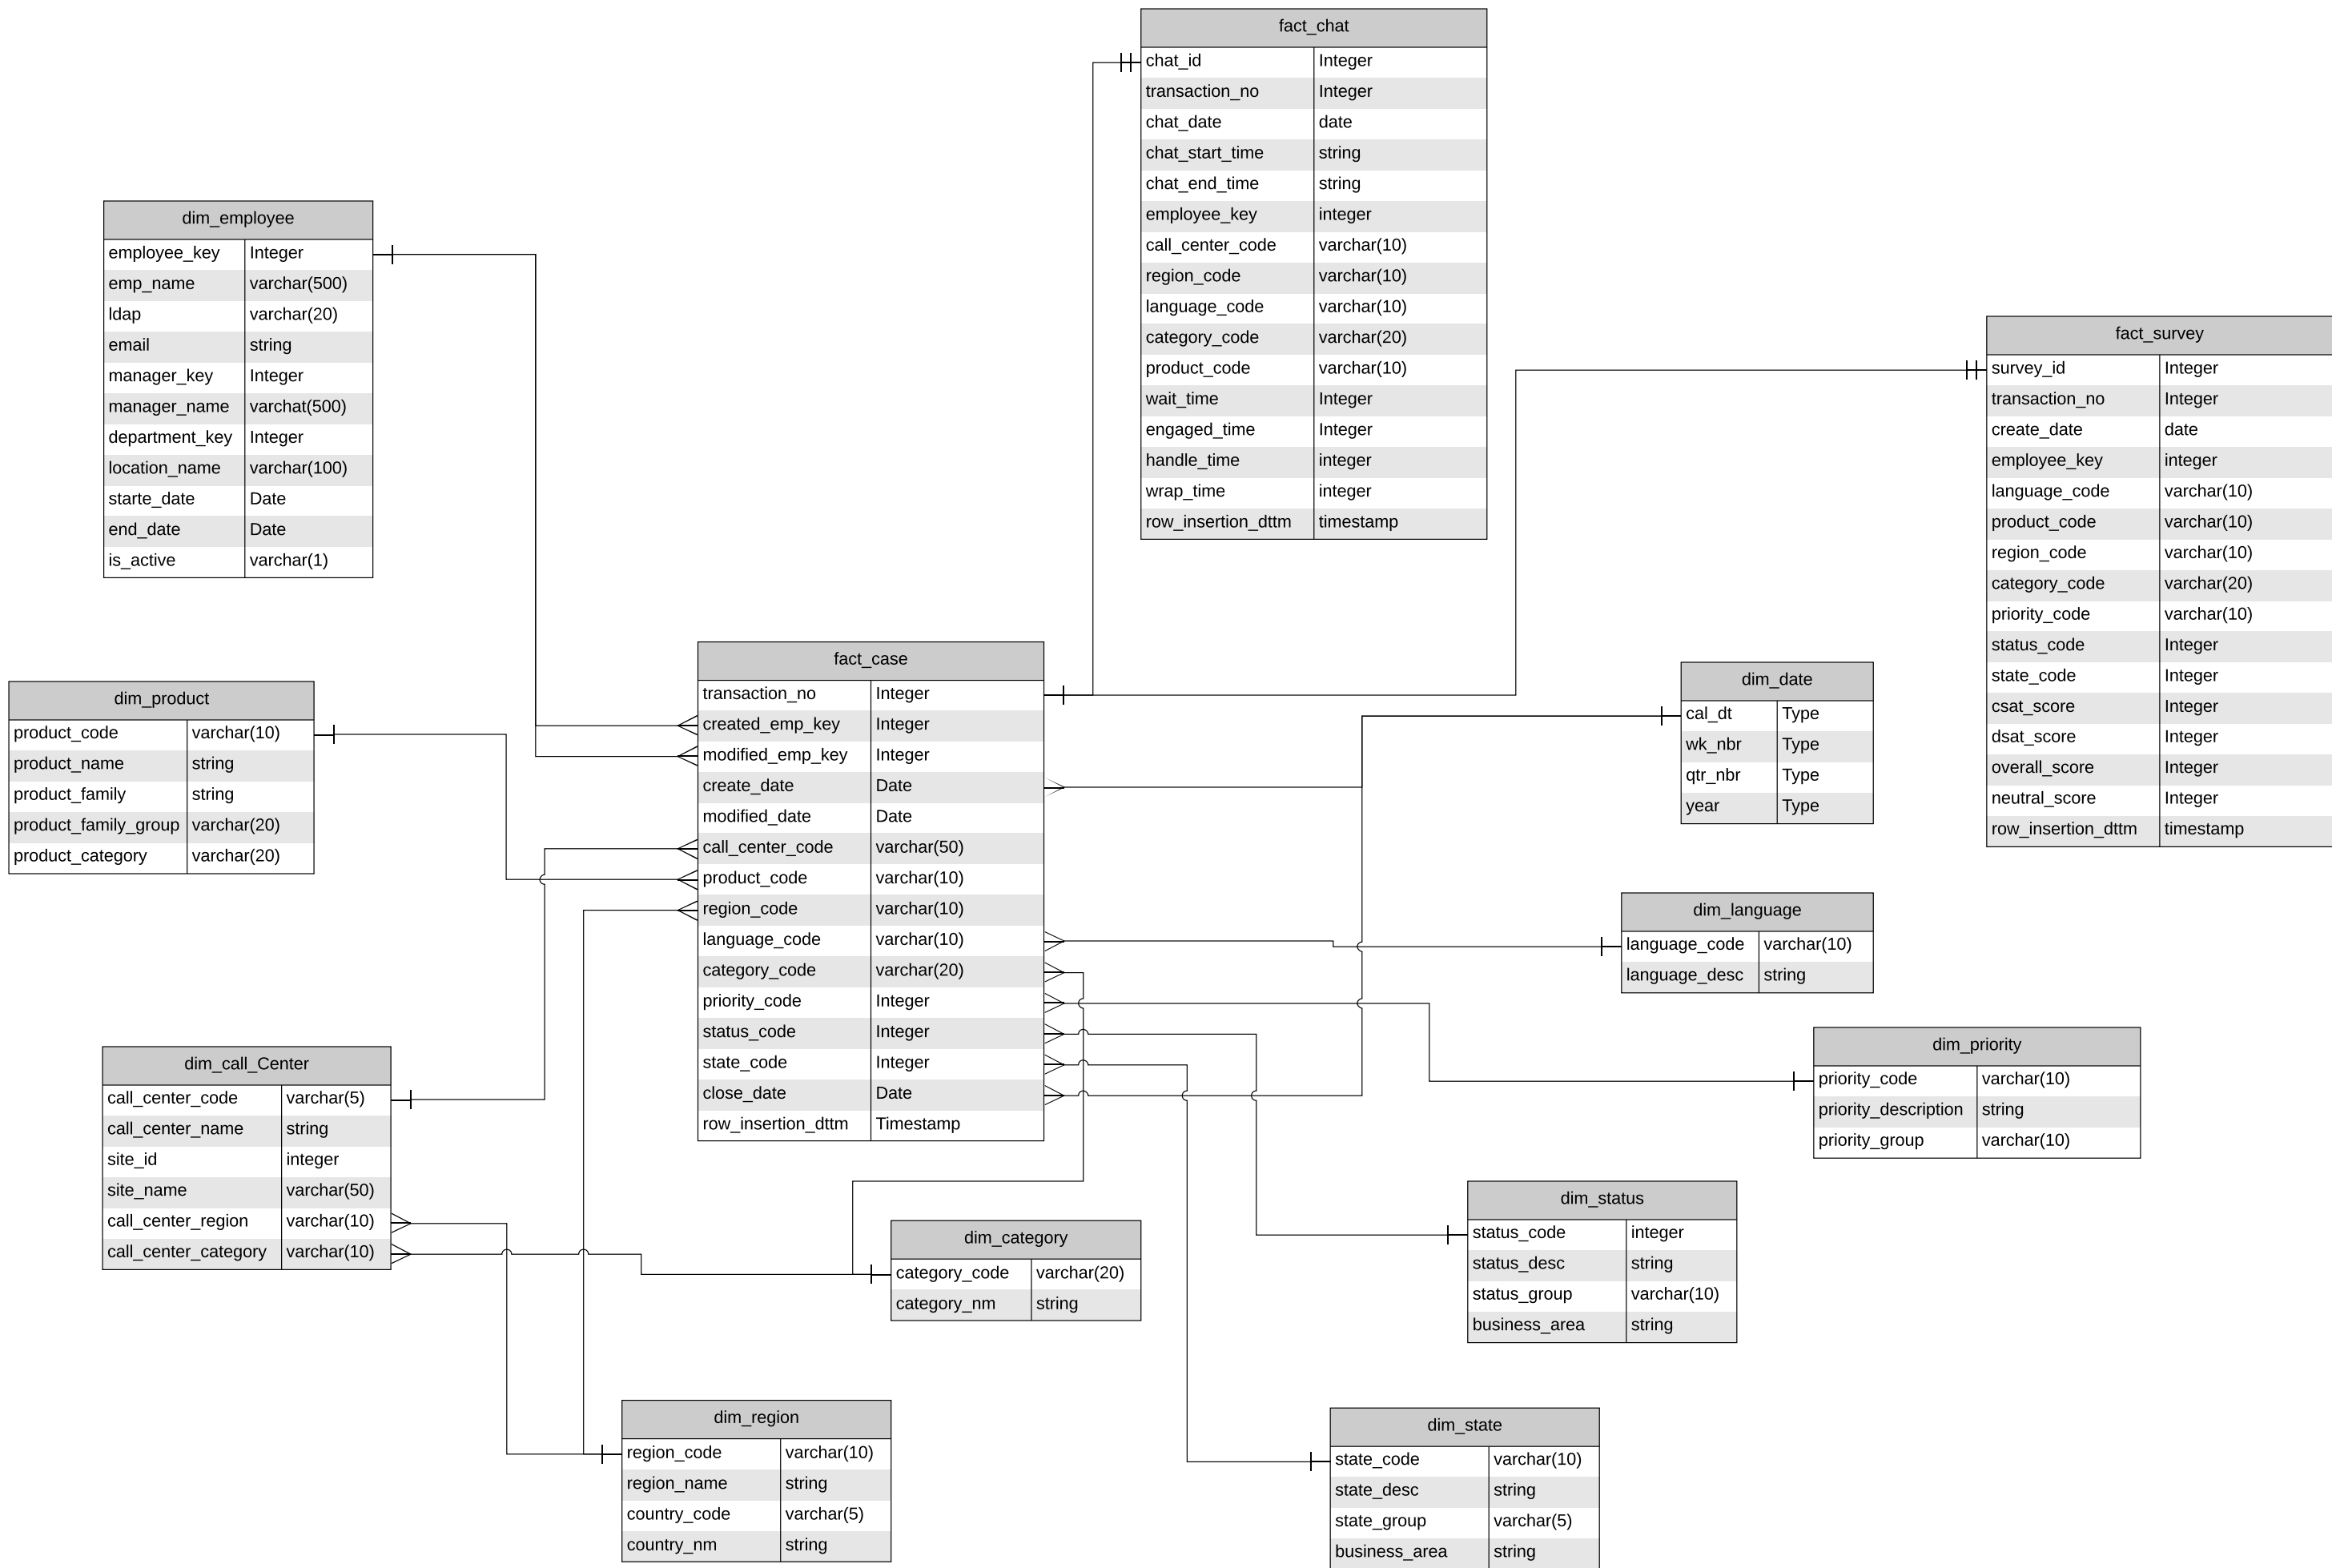 fact_chat
chat_id Integer
transaction_no Integer
chat_date date
chat_start_time string
chat_end_time string
employee_key integer
call_center_code varchar(10)
region_code varchar(10)
language_code varchar(10)
category_code varchar(20)
product_code varchar(10)
wait_time Integer
engaged_time Integer
handle_time integer
wrap_time integer
row_insertion_dttm timestamp
dim_employee
employee_key Integer
emp_name varchar(500)
ldap varchar(20)
email string
manager_key Integer
manager_name varchat(500)
department_key Integer
location_name varchar(100)
starte_date Date
end_date Date
is_active varchar(1)
fact_survey
survey_id Integer
transaction_no Integer
create_date date
employee_key integer
language_code varchar(10)
product_code varchar(10)
region_code varchar(10)
category_code varchar(20)
priority_code varchar(10)
status_code Integer
state_code Integer
csat_score Integer
dsat_score Integer
overall_score Integer
neutral_score Integer
row_insertion_dttm timestamp
fact_case
transaction_no Integer
created_emp_key Integer
modified_emp_key Integer
create_date Date
modified_date Date
call_center_code varchar(50)
product_code varchar(10)
region_code varchar(10)
language_code varchar(10)
category_code varchar(20)
priority_code Integer
status_code Integer
state_code Integer
close_date Date
row_insertion_dttm Timestamp
dim_date
cal_dt Type
wk_nbr Type
qtr_nbr Type
year Type
dim_product
product_code varchar(10)
product_name string
product_family string
product_family_group varchar(20)
product_category varchar(20)
dim_language
language_code varchar(10)
language_desc string
dim_priority
priority_code varchar(10)
priority_description string
priority_group varchar(10)
dim_call_Center
call_center_code varchar(5)
call_center_name string
site_id integer
site_name varchar(50)
call_center_region varchar(10)
call_center_category varchar(10)
dim_status
status_code integer
status_desc string
status_group varchar(10)
business_area string
dim_category
category_code varchar(20)
category_nm string
dim_region
region_code varchar(10)
region_name string
country_code varchar(5)
country_nm string
dim_state
state_code varchar(10)
state_desc string
state_group varchar(5)
business_area string